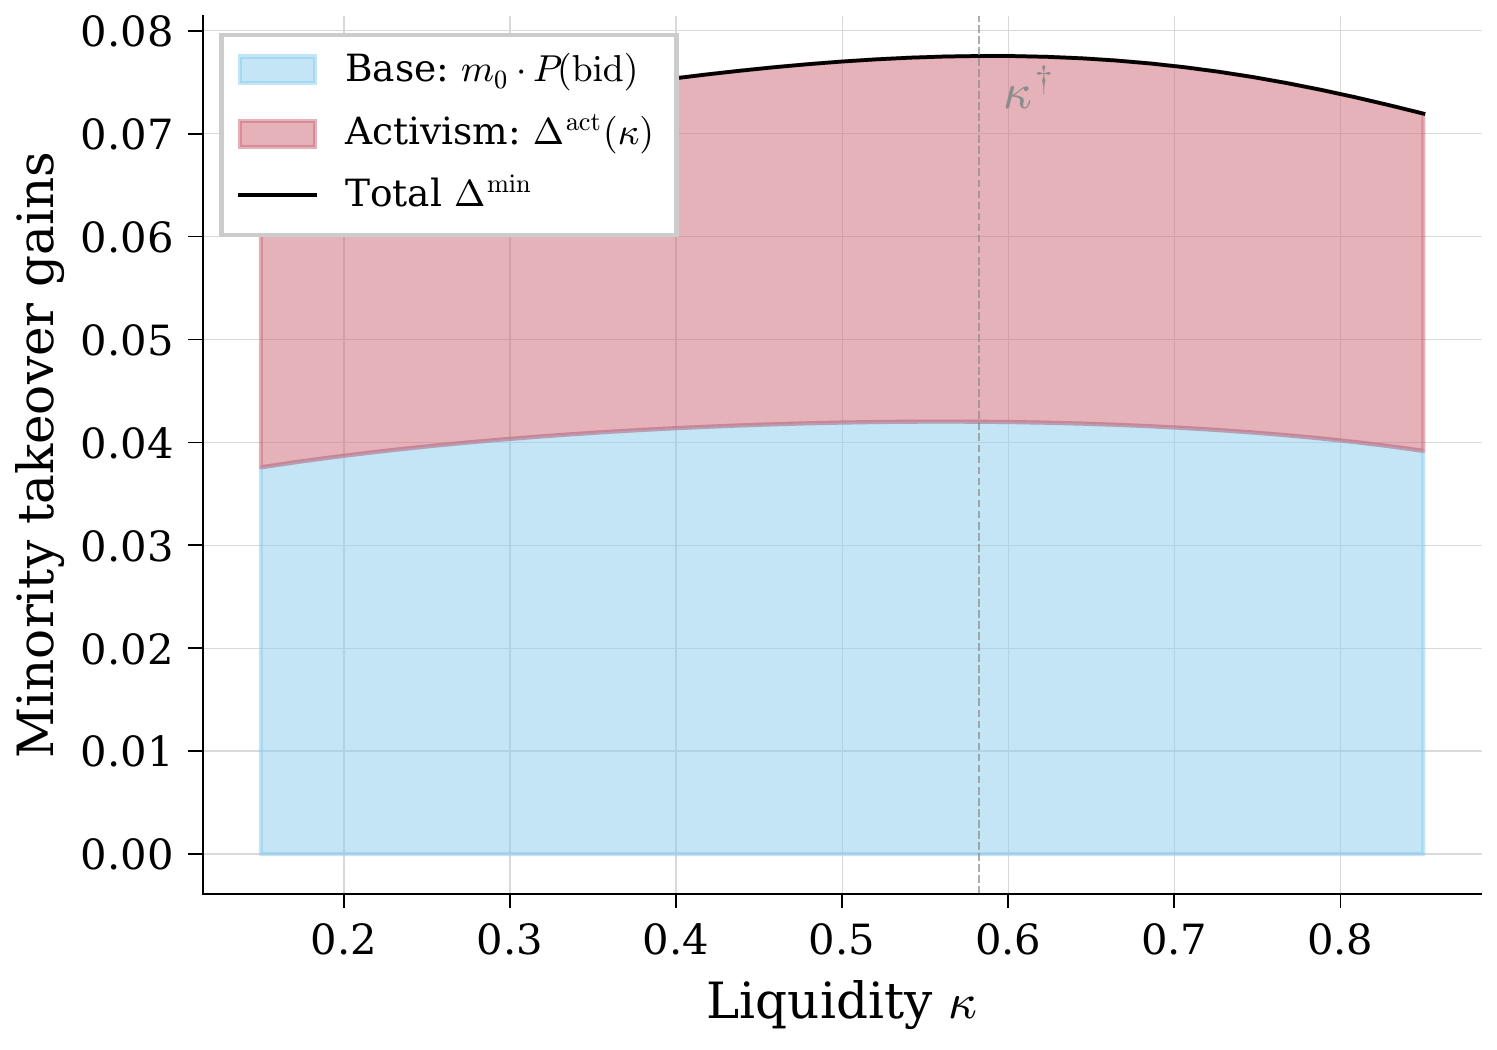 0.08
0.07
0.06
0.05
0.04
0.03
0.02
0.01
0.00
Minority takeover gains
Base: m₀ · P(bid)
Activism: Δᵃᶜᵗ(κ)
Total Δᵐⁱⁿ
κ†
0.2 0.3 0.4 0.5 0.6 0.7 0.8
Liquidity κ